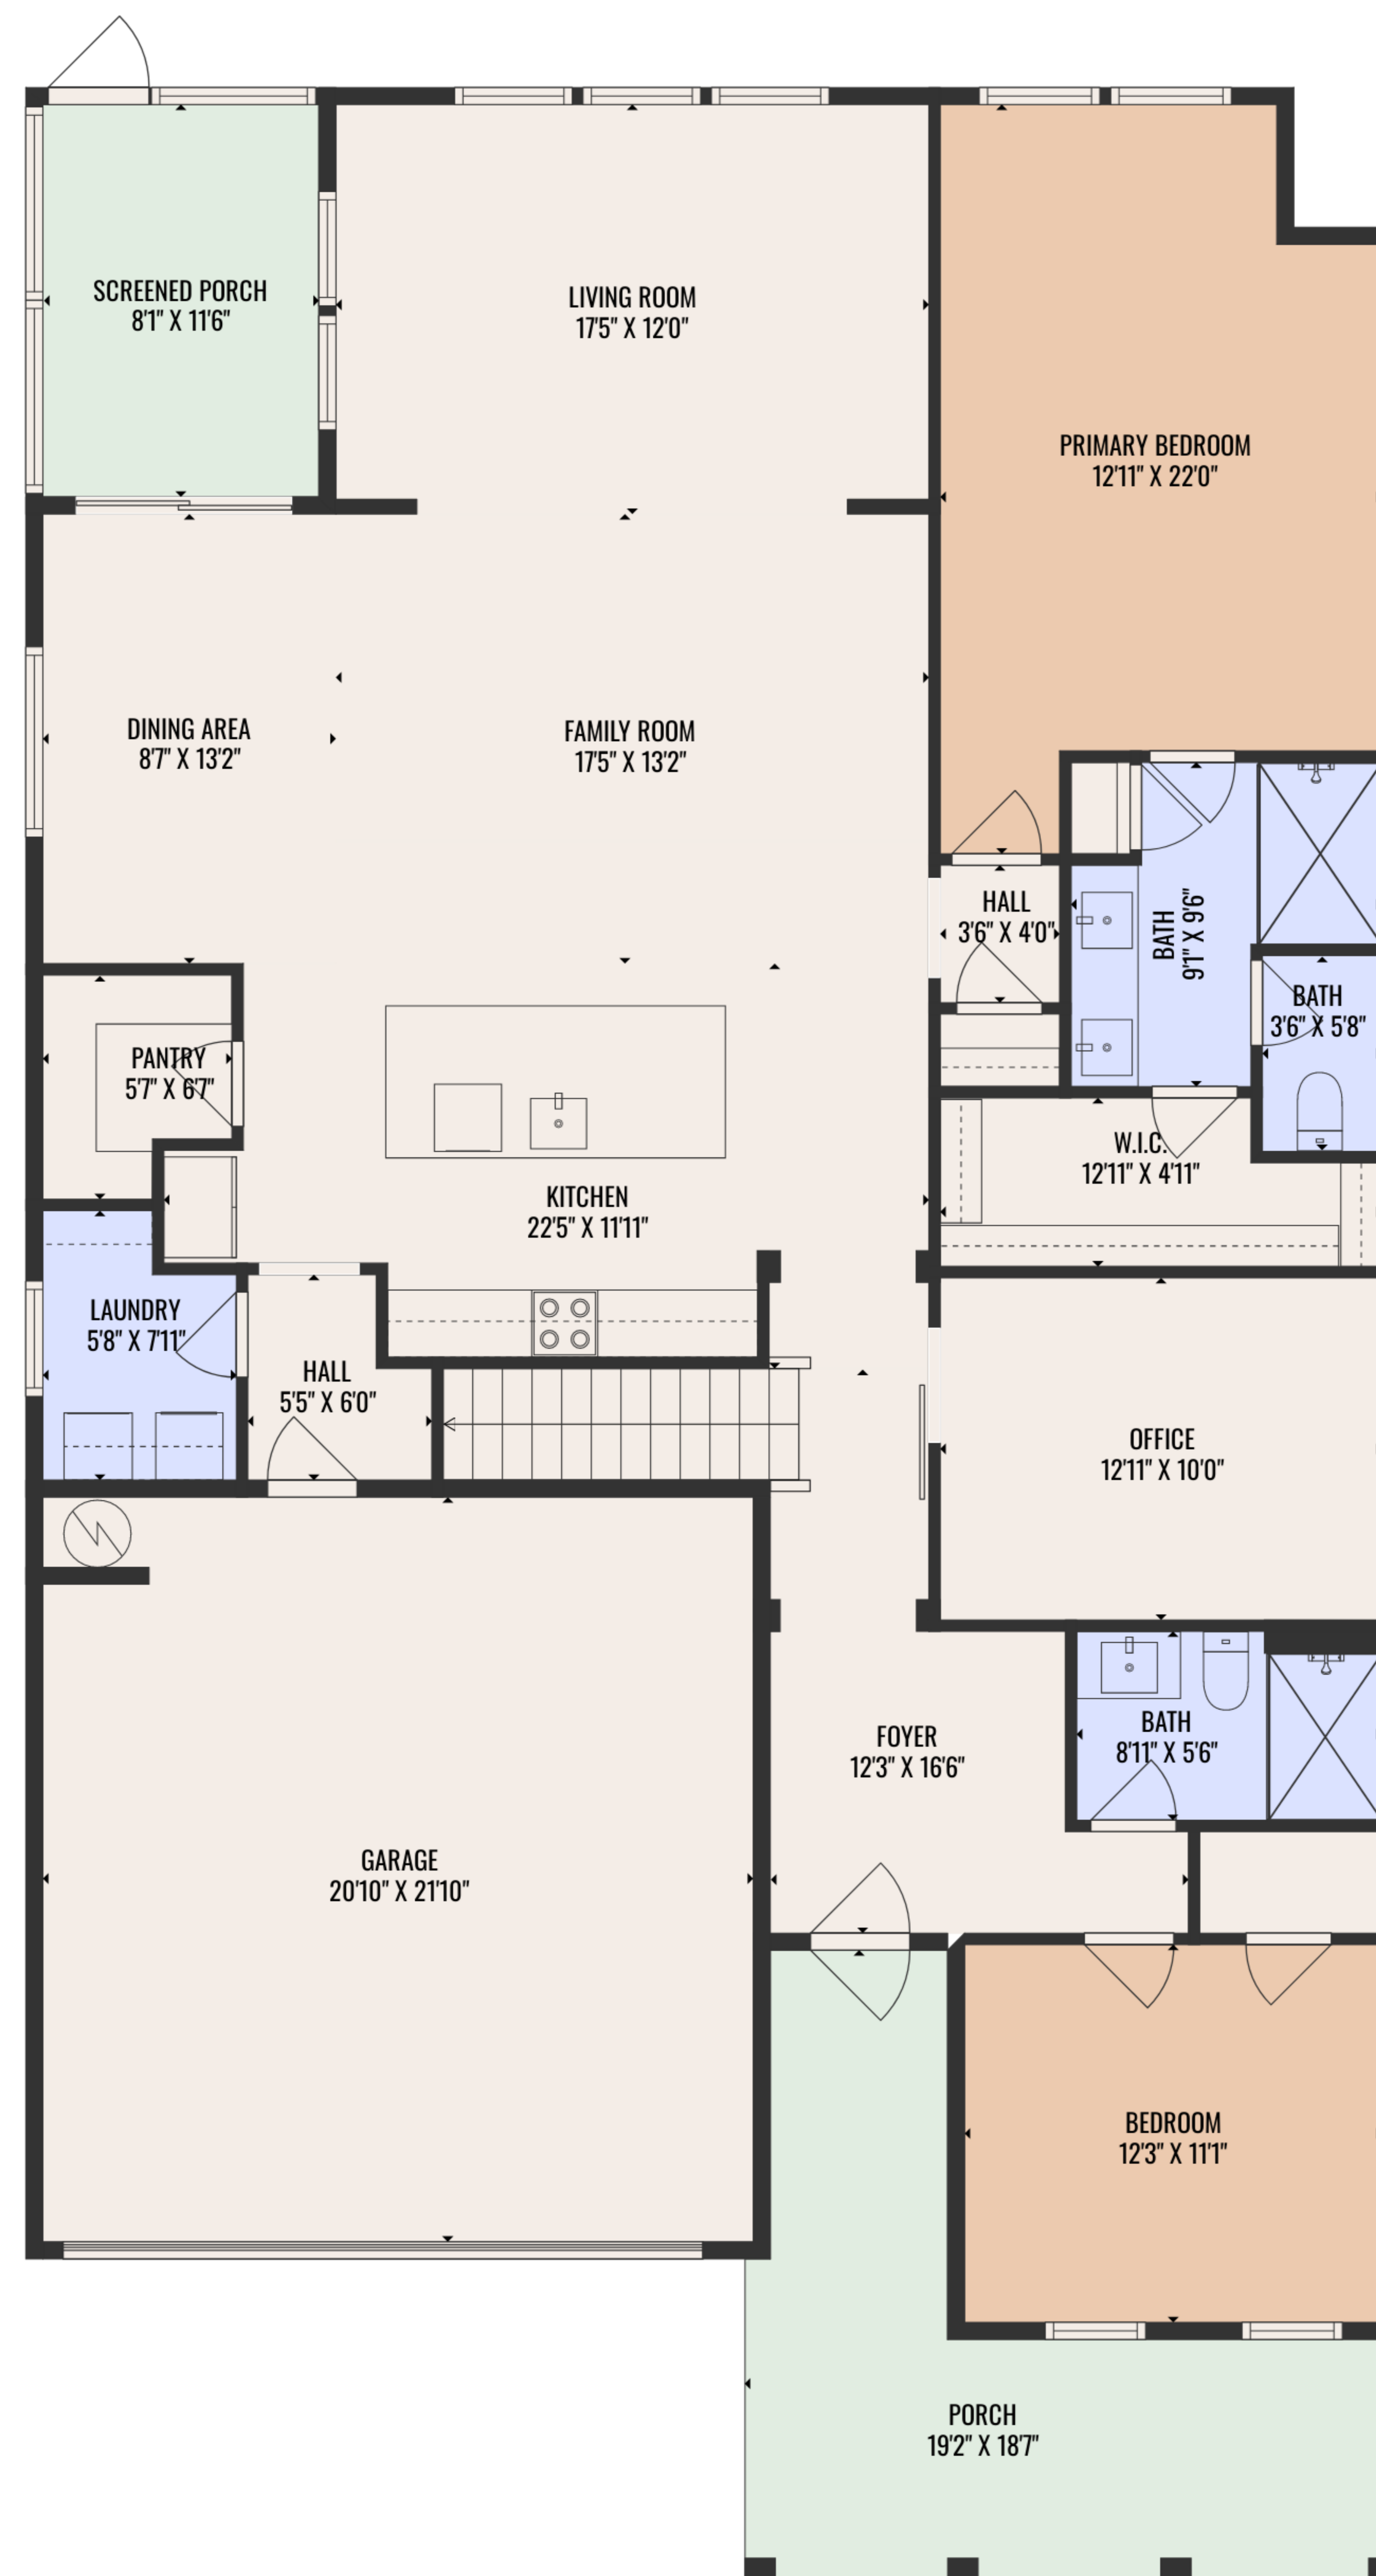 SCREENED PORCH
8'1" X 11'6"
LIVING ROOM
17'5" X 12'0"
PRIMARY BEDROOM
12'11" X 22'0"
DINING AREA
8'7" X 13'2"
FAMILY ROOM
17'5" X 13'2"
HALL
3'6" X 4'0"
BATH
9'1" X 9'6"
BATH
3'6" X 5'8"
PANTRY
5'7" X 6'7"
W.I.C.
12'11" X 4'11"
KITCHEN
22'5" X 11'11"
LAUNDRY
5'8" X 7'11"
HALL
5'5" X 6'0"
OFFICE
12'11" X 10'0"
BATH
8'11" X 5'6"
FOYER
12'3" X 16'6"
GARAGE
20'10" X 21'10"
BEDROOM
12'3" X 11'1"
PORCH
19'2" X 18'7"